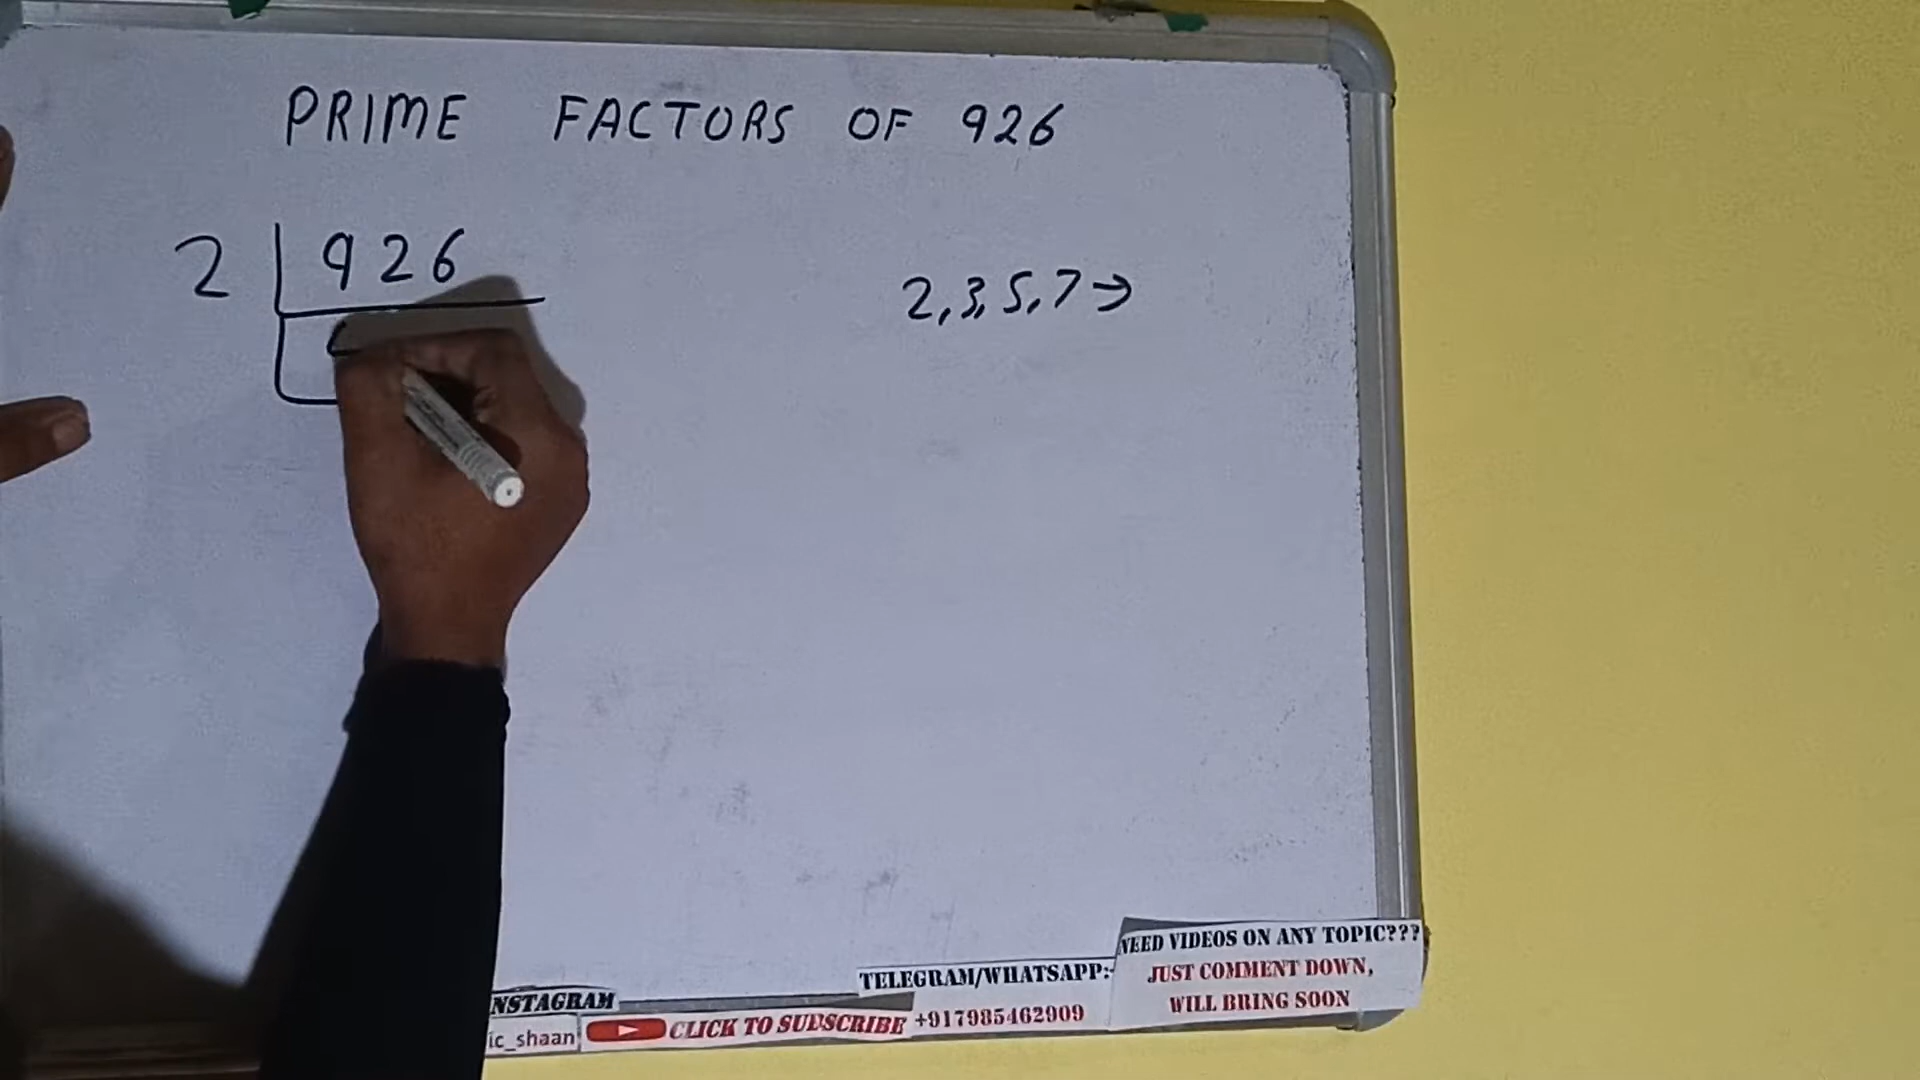 PRIME FACTORS OF 926
2 926
2,3,5,7→
NEED VIDEOS ON ANY TOPIC???
JUST COMMENT DOWN,
WILL BRING SOON
TELEGRAM/WHATSAPP:-
+917985462909
NSTAGRAM
ic_shaan
CLICK TO SUBSCRIBE